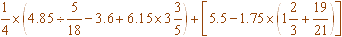 1/4 × (4.85 ÷ 5/18 − 3.6 + 6.15 × 3 3/5) + [5.5 − 1.75 × (1 2/3 + 19/21)]